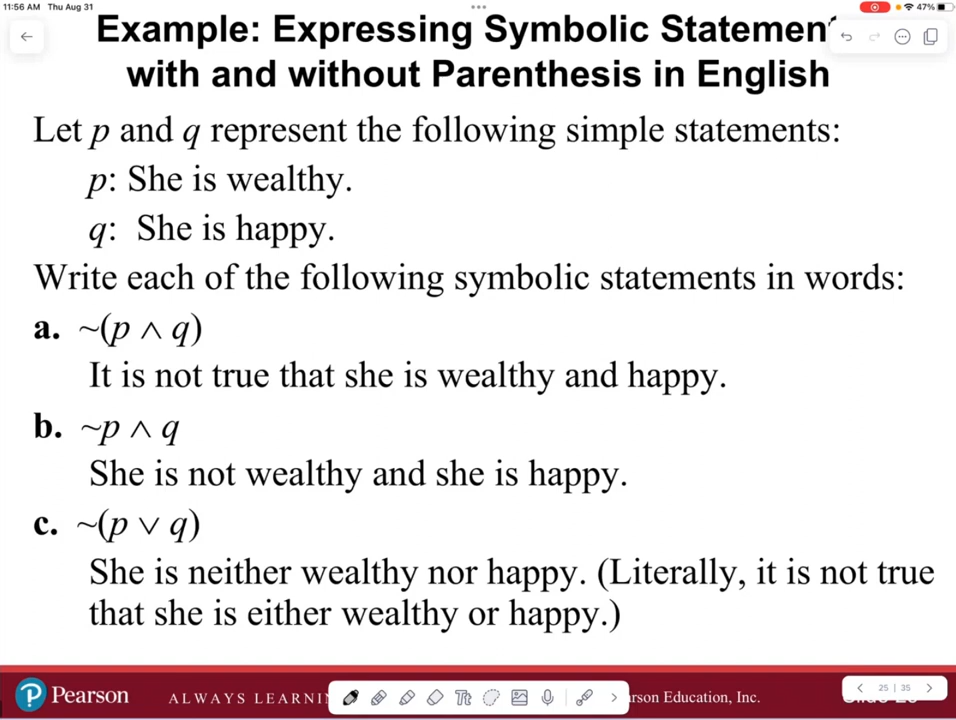 11:56 AM Thu Aug 31
47%
Example: Expressing Symbolic Statement
with and without Parenthesis in English
Let p and q represent the following simple statements:
p: She is wealthy.
q: She is happy.
Write each of the following symbolic statements in words:
a. ~(p ∧ q)
It is not true that she is wealthy and happy.
b. ~p ∧ q
She is not wealthy and she is happy.
c. ~(p ∨ q)
She is neither wealthy nor happy. (Literally, it is not true
that she is either wealthy or happy.)
Pearson ALWAYS LEARNIN rson Education, Inc.
Tt
25 | 35